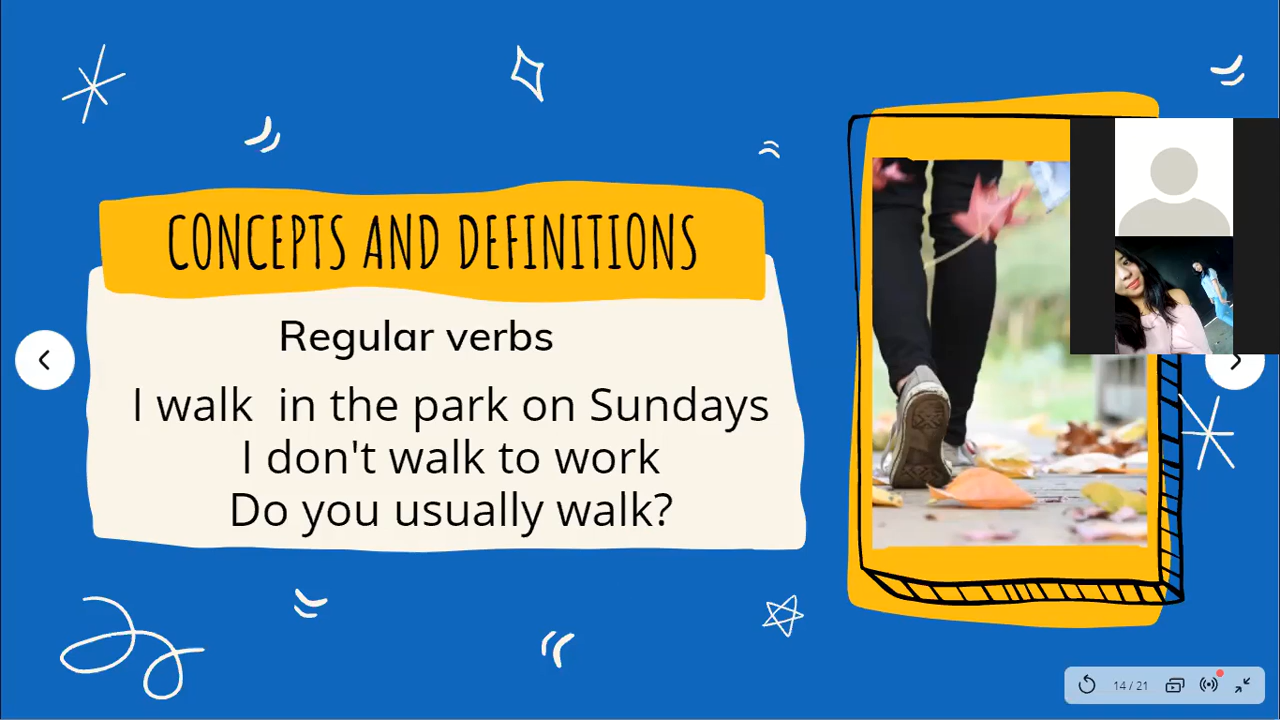 CONCEPTS AND DEFINITIONS
Regular verbs
I walk  in the park on Sundays
I don't walk to work
Do you usually walk?
14 / 21